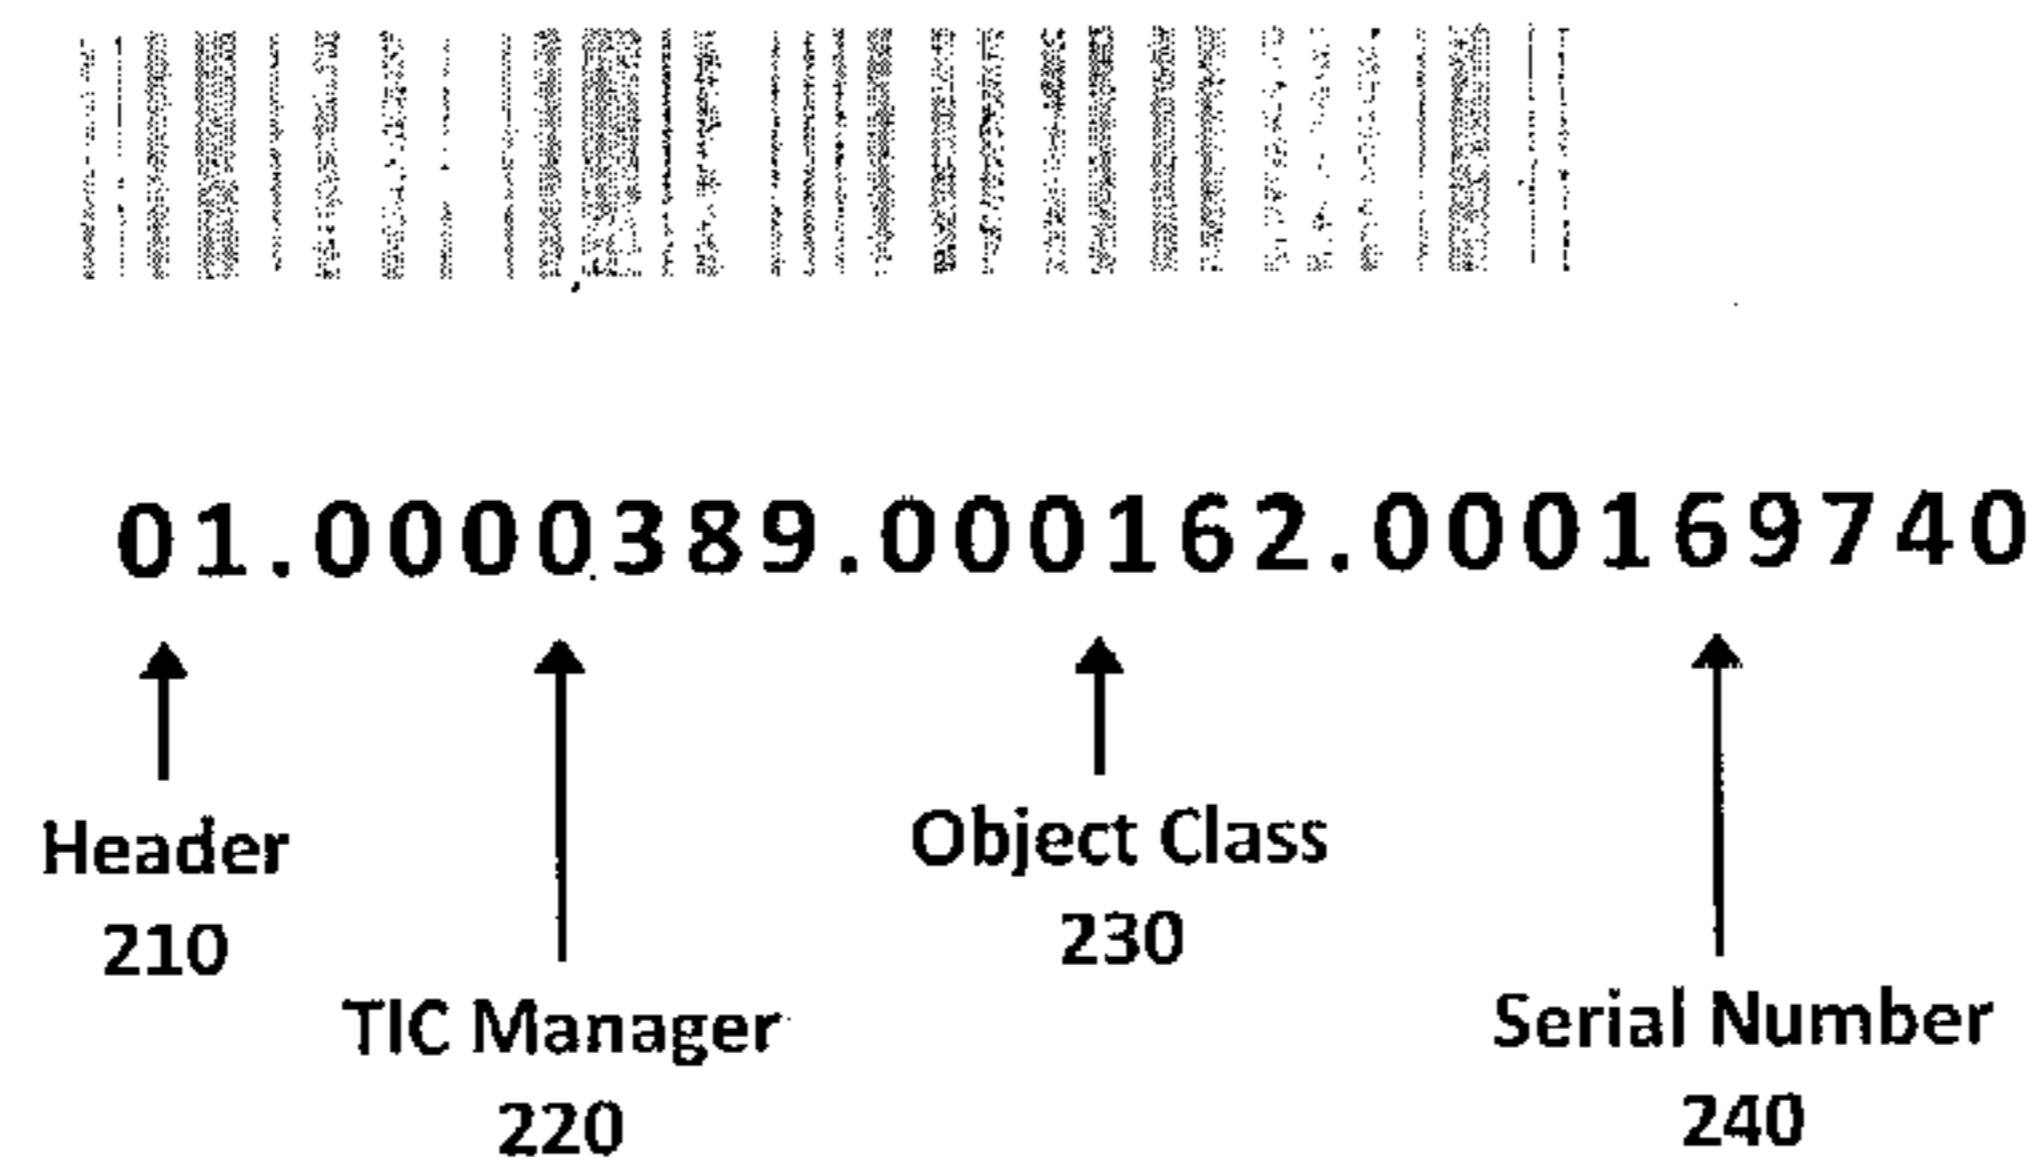 01.0000389.000162.000169740
Header
210
TIC Manager
220
Object Class
230
Serial Number
240